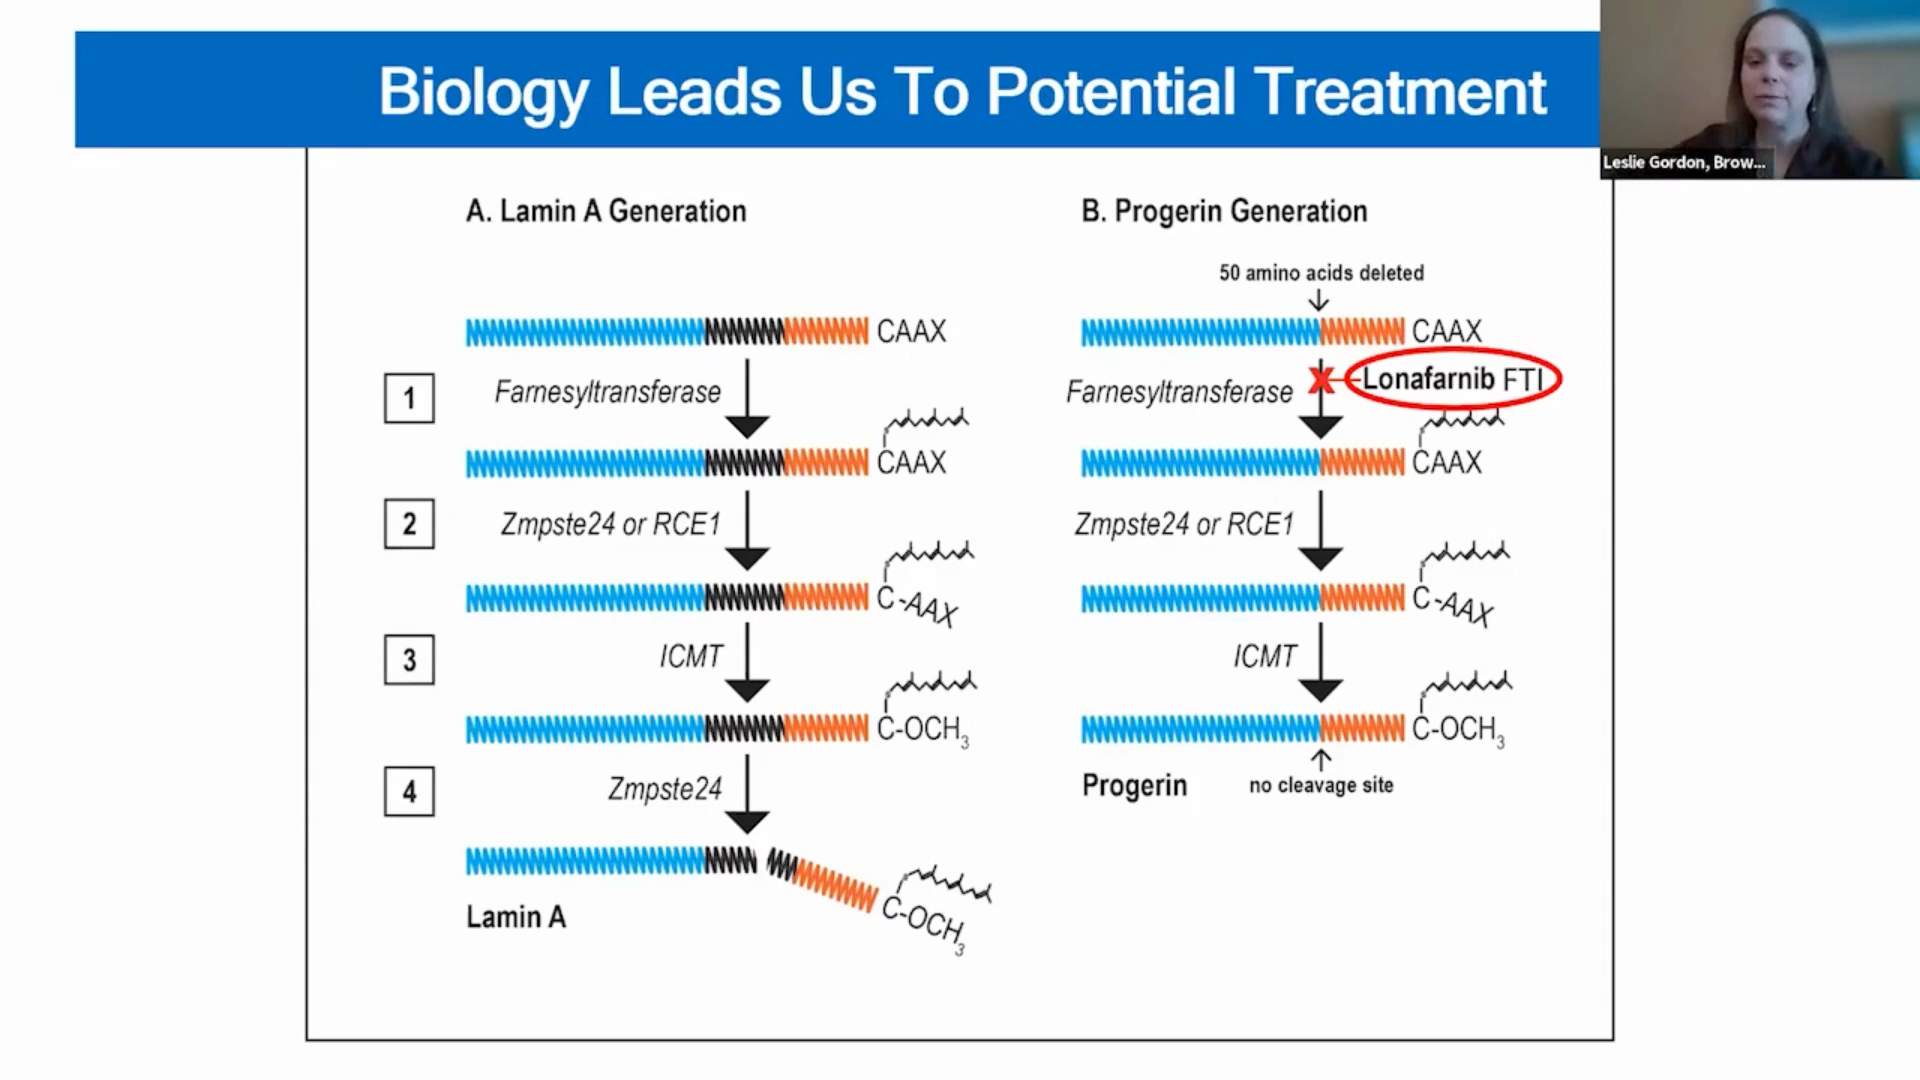 Biology Leads Us To Potential Treatment
Leslie Gordon, Brow...
A. Lamin A Generation
CAAX
1
Farnesyltransferase
CAAX
2
Zmpste24 or RCE1
C-AAX
3
ICMT
C-OCH3
4
Zmpste24
C-OCH3
Lamin A
B. Progerin Generation
50 amino acids deleted
CAAX
Farnesyltransferase
X
Lonafarnib FTI
CAAX
Zmpste24 or RCE1
C-AAX
ICMT
C-OCH3
Progerin
no cleavage site